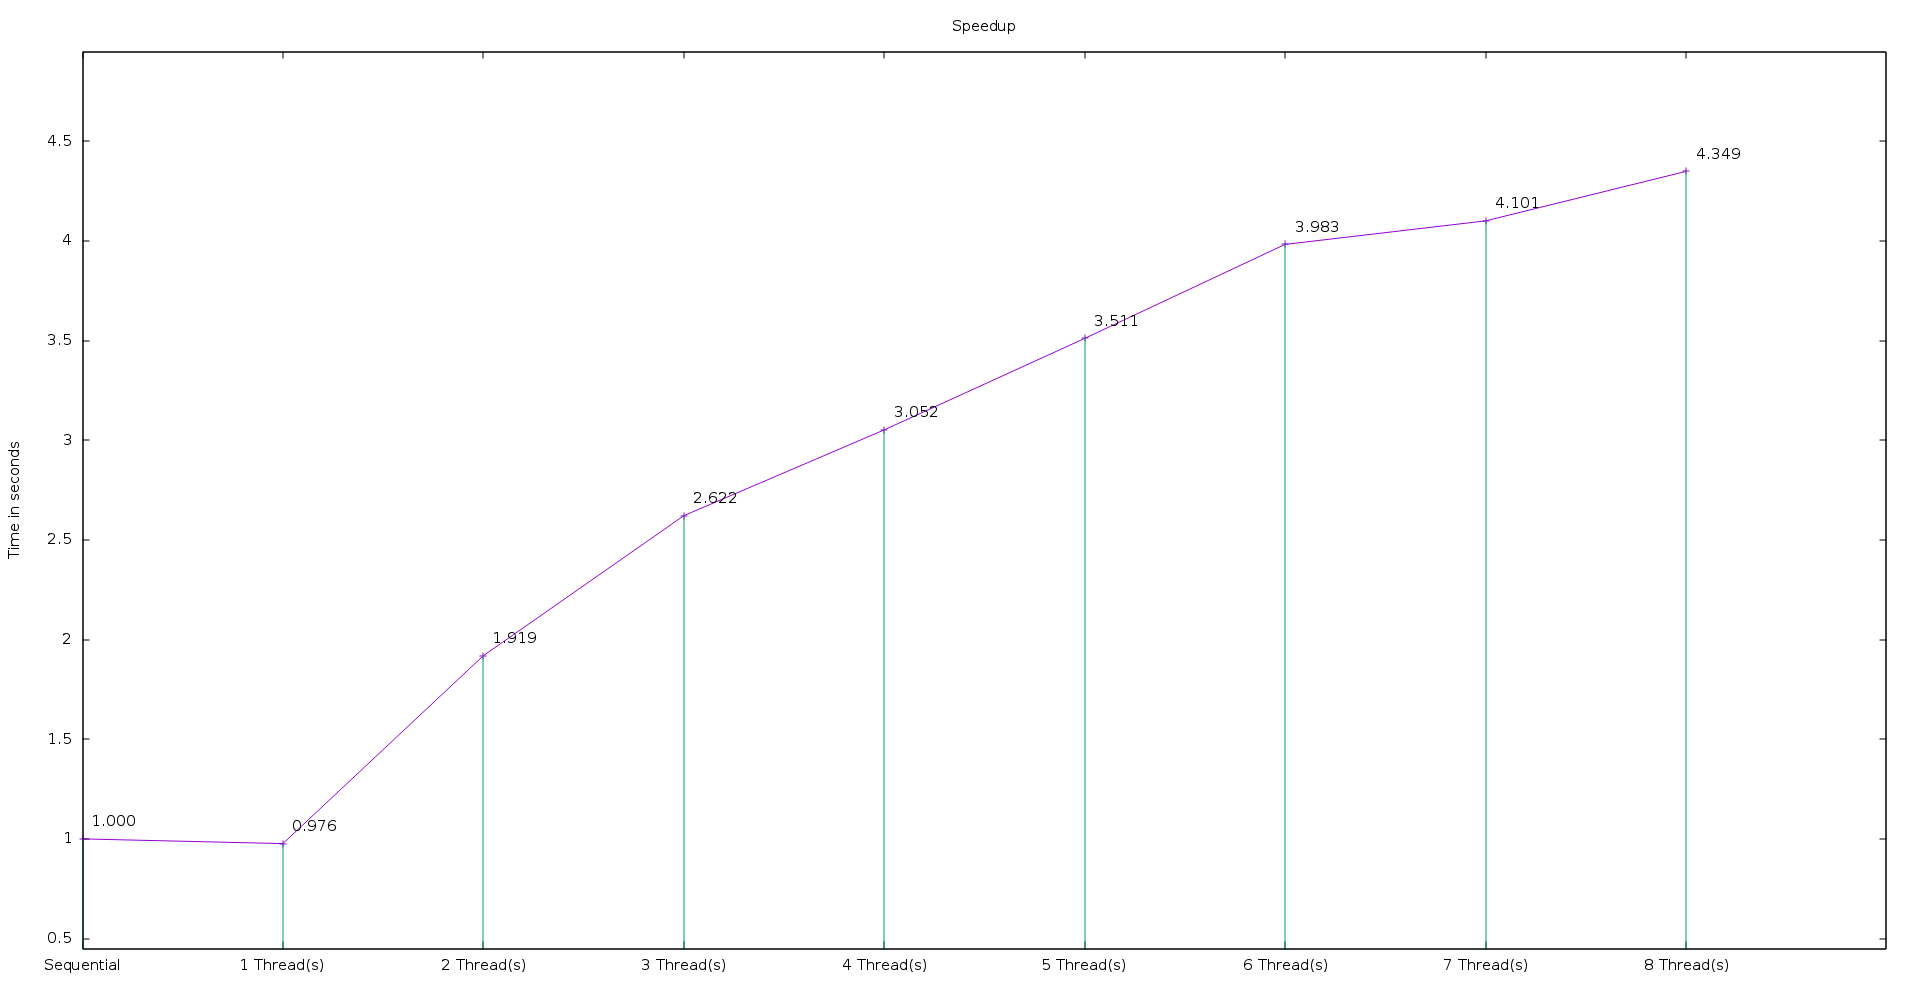 Speedup
4.5
4
3.5
3
2.5
2
1.5
1
0.5
Time in seconds
1.000
0.976
1.919
2.622
3.052
3.511
3.983
4.101
4.349
Sequential
1 Thread(s)
2 Thread(s)
3 Thread(s)
4 Thread(s)
5 Thread(s)
6 Thread(s)
7 Thread(s)
8 Thread(s)